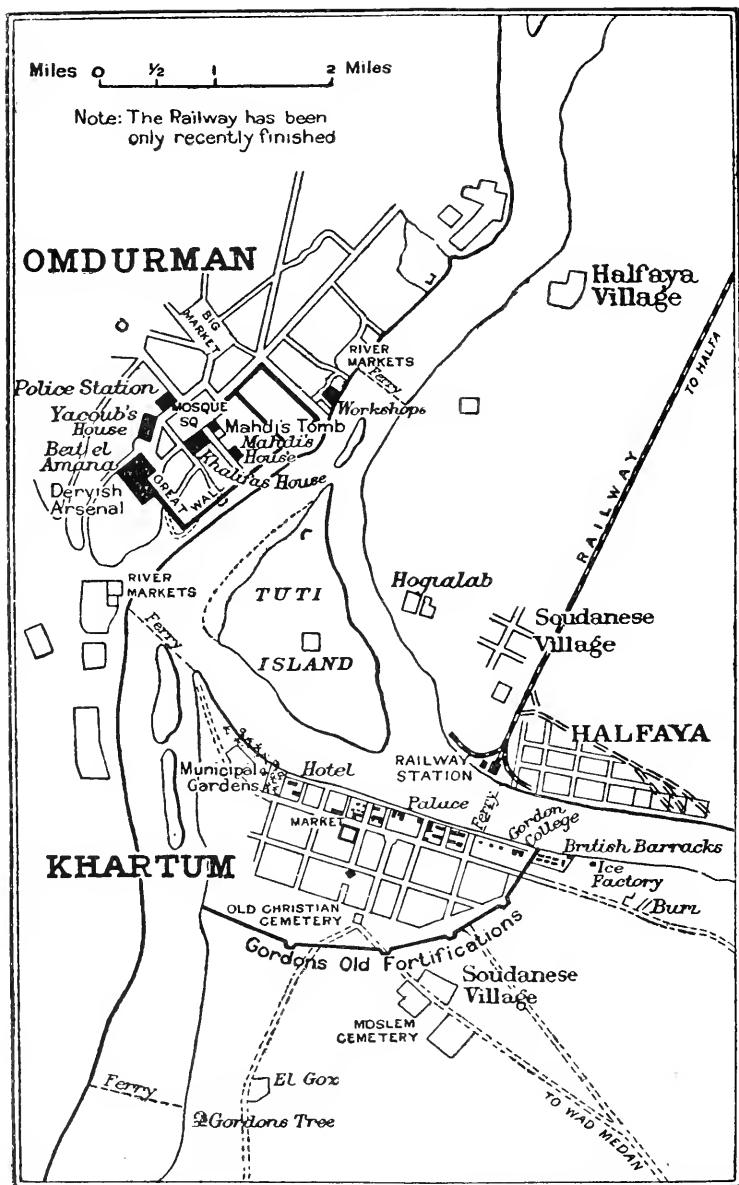 Miles 0 ½ 1 2 Miles
Note: The Railway has been
only recently finished
OMDURMAN
Halfaya
Village
BIG
MARKET
RIVER
MARKETS
Ferry
TO HALFA
Police Station
MOSQUE
SQ
Workshops
Yacoub's
House
Mahdi's Tomb
Mahdi's
House
Beit el
Amana
Khalifas House
GREAT WALL
Dervish
Arsenal
RAILWAY
RIVER
MARKETS
TUTI
ISLAND
Hogialab
Soudanese
Village
Ferry
HALFAYA
RAILWAY
STATION
Municipal
Gardens
Hotel
Palace
Ferry
Gordon
College
MARKET
British Barracks
KHARTUM
Ice
Factory
Burri
OLD CHRISTIAN
CEMETERY
Gordons Old Fortifications
Soudanese
Village
MOSLEM
CEMETERY
Ferry
El Goz
Gordons Tree
TO WAD MEDAN